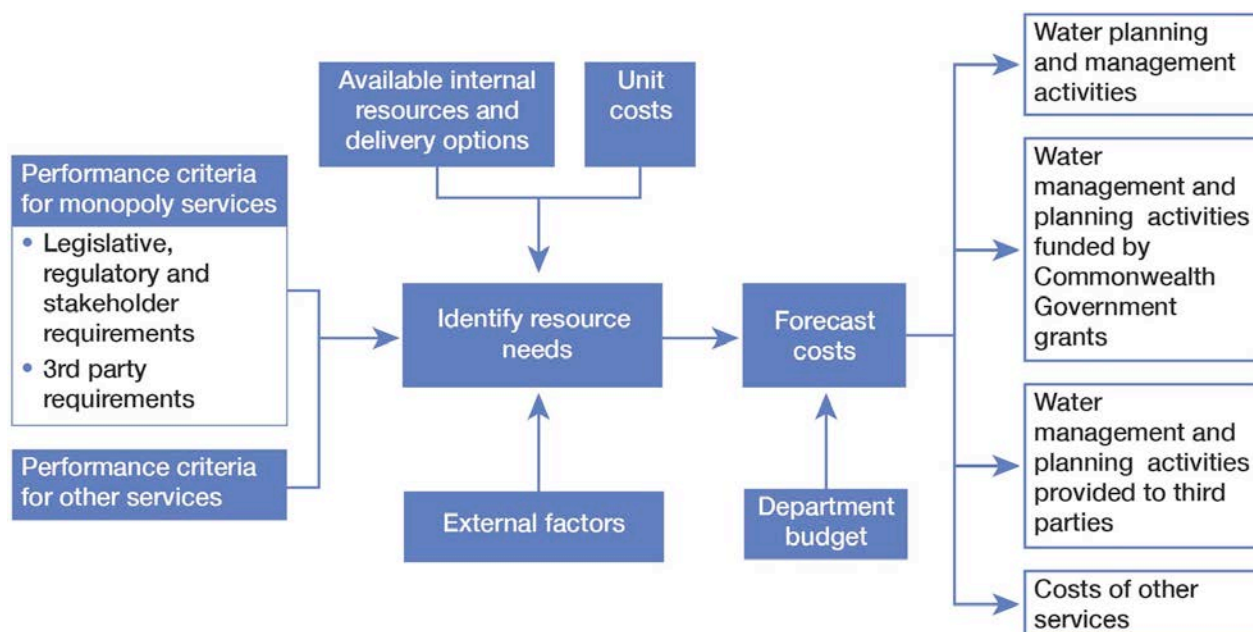 Performance criteria
for monopoly services
• Legislative,
regulatory and
stakeholder
requirements
• 3rd party
requirements
Performance criteria
for other services
Available internal
resources and
delivery options
Unit
costs
Identify resource
needs
External factors
Forecast
costs
Department
budget
Water planning
and management
activities
Water
management and
planning activities
funded by
Commonwealth
Government
grants
Water
management and
planning activities
provided to third
parties
Costs of other
services